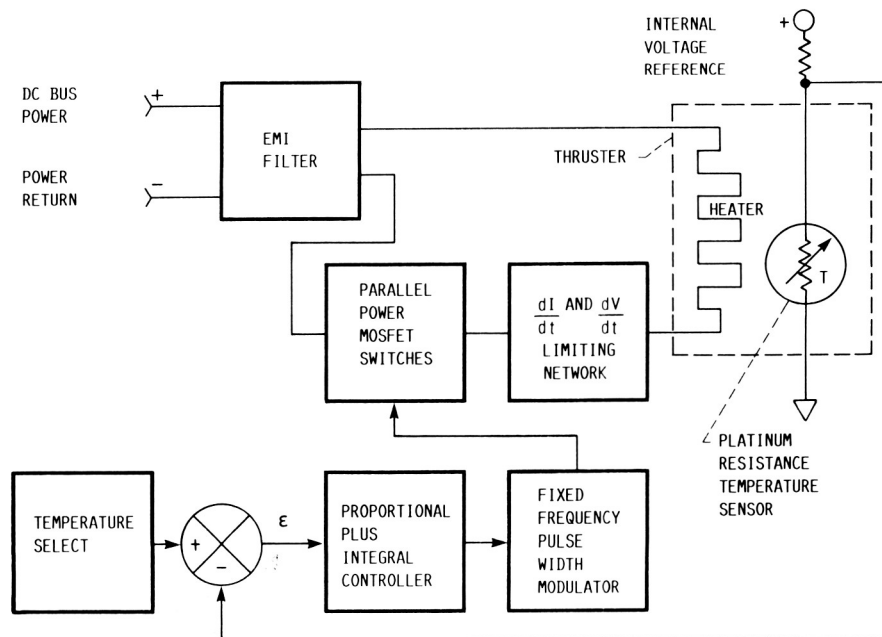 INTERNAL
VOLTAGE
REFERENCE
+
DC BUS
POWER
+
POWER
RETURN
−
EMI
FILTER
THRUSTER
HEATER
T
PARALLEL
POWER
MOSFET
SWITCHES
dI/dt AND dV/dt
LIMITING
NETWORK
PLATINUM
RESISTANCE
TEMPERATURE
SENSOR
TEMPERATURE
SELECT
+
−
ε
PROPORTIONAL
PLUS
INTEGRAL
CONTROLLER
FIXED
FREQUENCY
PULSE
WIDTH
MODULATOR